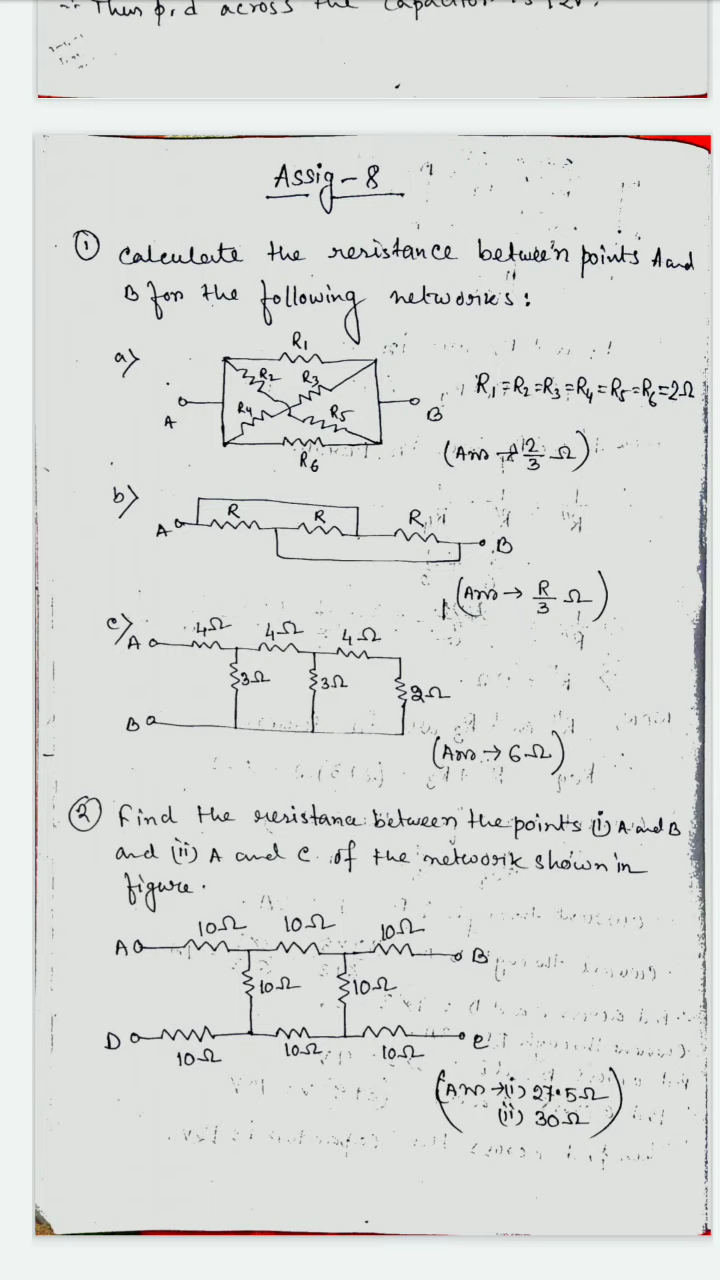 ∴ Thus p.d across the capacitor is 12V.
Assig - 8
① Calculate the resistance between points A and
B for the following networks:
a)
R₁
R₂ R₃
A R₄ R₅ B
R₆
R₁=R₂=R₃=R₄=R₅=R₆=2Ω
(Ans → 2/3 Ω)
b)
A R R R B
(Ans → R/3 Ω)
c)
A 4Ω 4Ω 4Ω
3Ω 3Ω 2Ω
B
(Ans → 6Ω)
② Find the resistance between the points (i) A and B
and (ii) A and C of the network shown in
figure.
10Ω 10Ω 10Ω
A B
10Ω 10Ω
D C
10Ω 10Ω 10Ω
(Ans → (i) 27.5Ω
(ii) 30Ω)